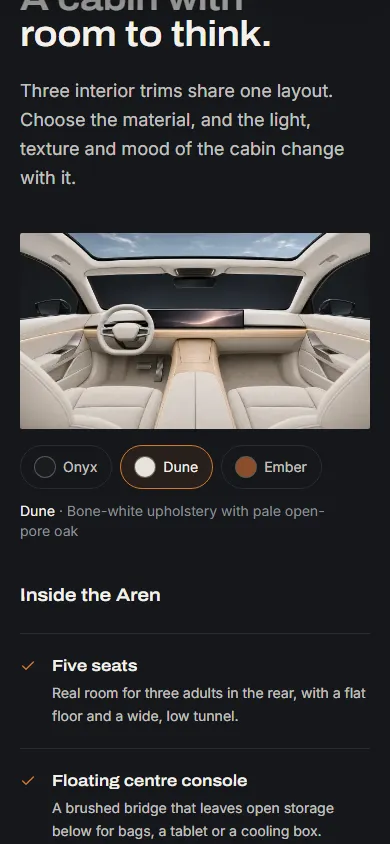 A cabin with
room to think.
Three interior trims share one layout.
Choose the material, and the light,
texture and mood of the cabin change
with it.
Onyx
Dune
Ember
Dune · Bone-white upholstery with pale open-
pore oak
Inside the Aren
Five seats
Real room for three adults in the rear, with a flat
floor and a wide, low tunnel.
Floating centre console
A brushed bridge that leaves open storage
below for bags, a tablet or a cooling box.